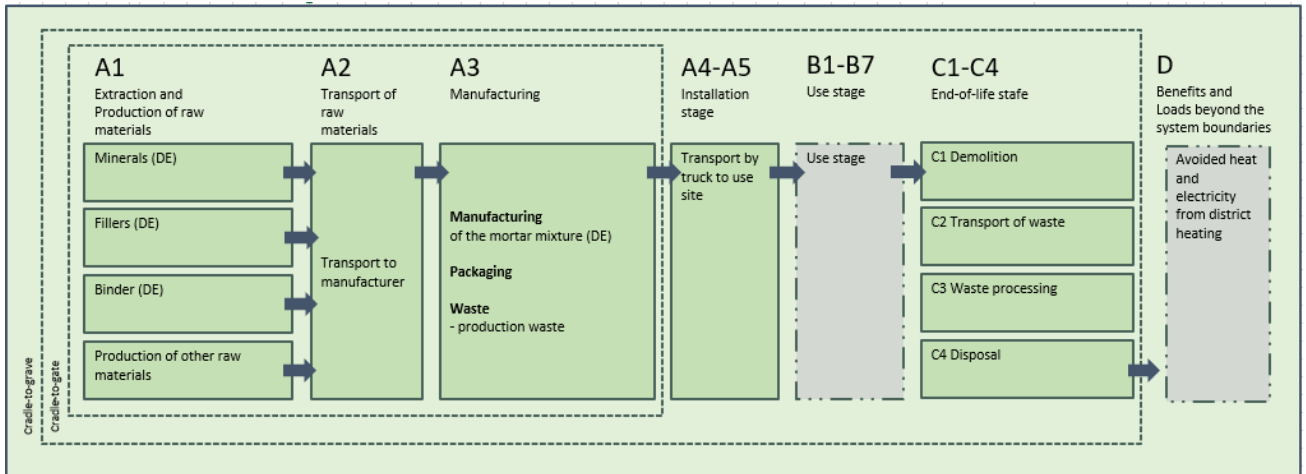 A1
Extraction and
Production of raw
materials
Minerals (DE)
Fillers (DE)
Binder (DE)
Production of other raw
materials
A2
Transport of
raw
materials
Transport to
manufacturer
A3
Manufacturing
Manufacturing
of the mortar mixture (DE)
Packaging
Waste
- production waste
A4-A5
Installation
stage
Transport by
truck to use
site
B1-B7
Use stage
Use stage
C1-C4
End-of-life stafe
C1 Demolition
C2 Transport of waste
C3 Waste processing
C4 Disposal
D
Benefits and
Loads beyond the
system boundaries
Avoided heat
and
electricity
from district
heating
Cradle-to-grave
Cradle-to-gate